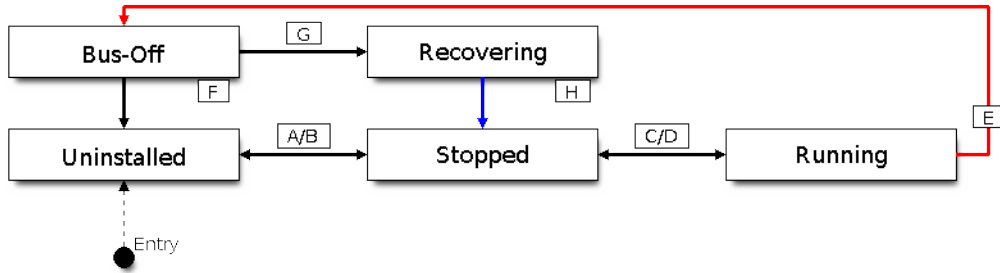 G
Bus-Off
Recovering
F
H
E
A/B
C/D
Uninstalled
Stopped
Running
Entry